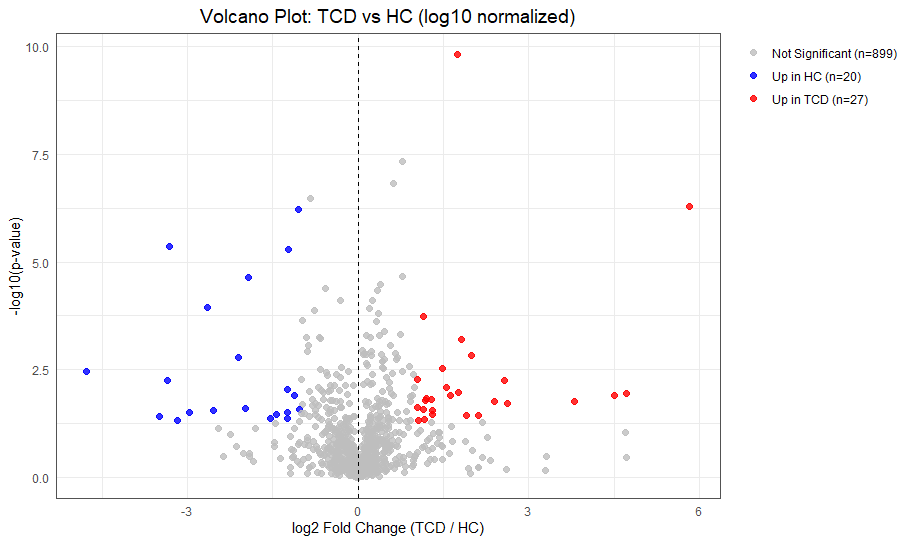 Volcano Plot: TCD vs HC (log10 normalized)
10.0
7.5
5.0
2.5
0.0
-log10(p-value)
-3
0
3
6
log2 Fold Change (TCD / HC)
Not Significant (n=899)
Up in HC (n=20)
Up in TCD (n=27)